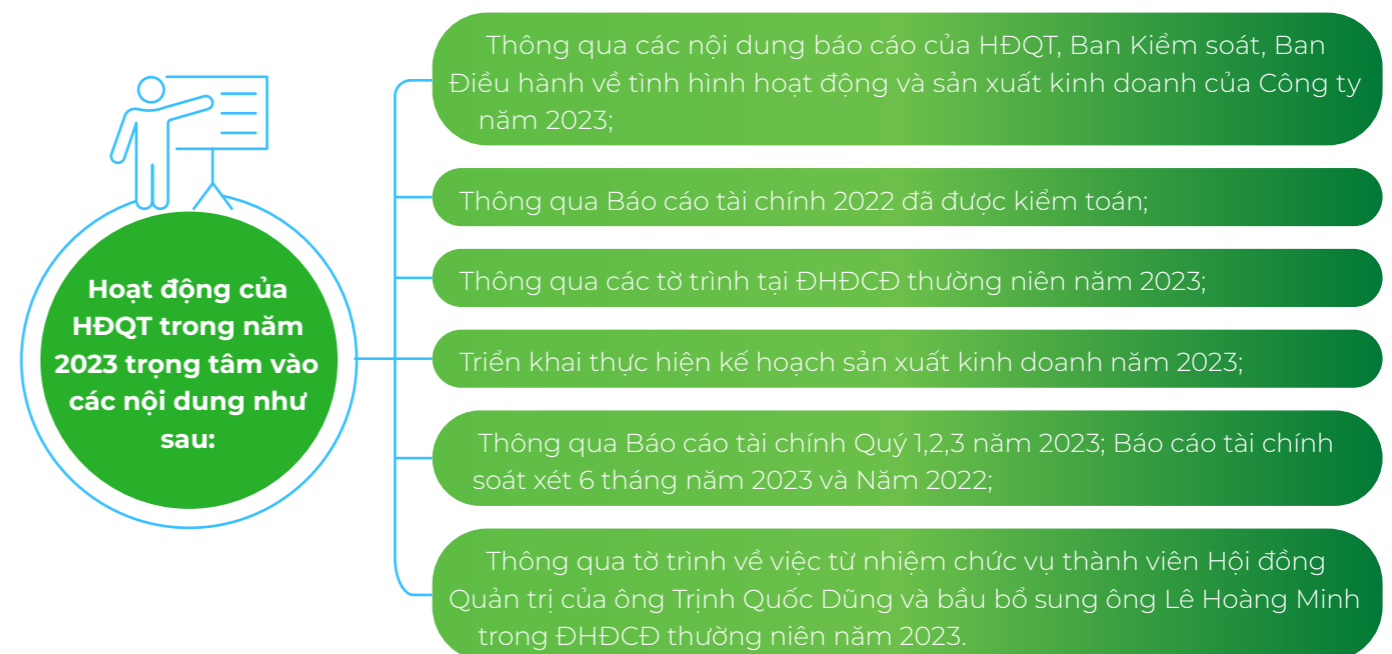 Hoạt động của
HĐQT trong năm
2023 trọng tâm vào
các nội dung như
sau:
Thông qua các nội dung báo cáo của HĐQT, Ban Kiểm soát, Ban
Điều hành về tình hình hoạt động và sản xuất kinh doanh của Công ty
năm 2023;
Thông qua Báo cáo tài chính 2022 đã được kiểm toán;
Thông qua các tờ trình tại ĐHĐCĐ thường niên năm 2023;
Triển khai thực hiện kế hoạch sản xuất kinh doanh năm 2023;
Thông qua Báo cáo tài chính Quý 1,2,3 năm 2023; Báo cáo tài chính
soát xét 6 tháng năm 2023 và Năm 2022;
Thông qua tờ trình về việc từ nhiệm chức vụ thành viên Hội đồng
Quản trị của ông Trịnh Quốc Dũng và bầu bổ sung ông Lê Hoàng Minh
trong ĐHĐCĐ thường niên năm 2023.